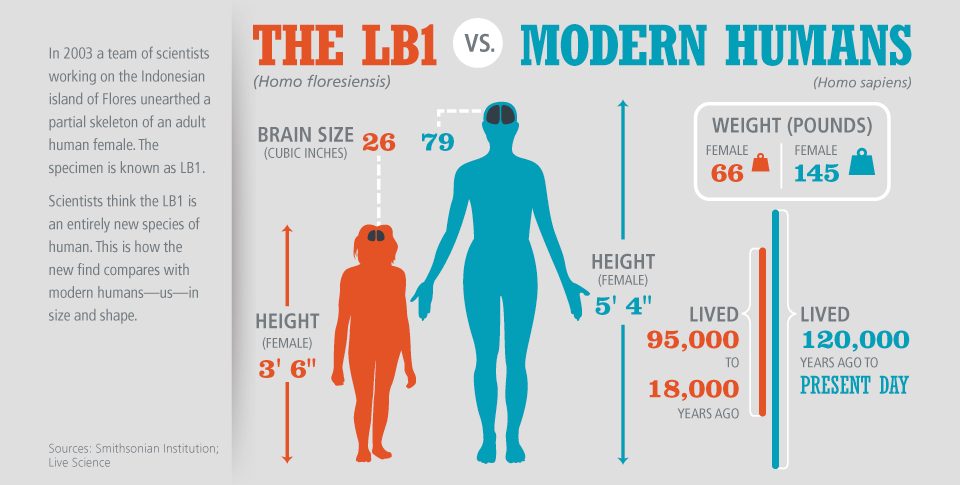 In 2003 a team of scientists
working on the Indonesian
island of Flores unearthed a
partial skeleton of an adult
human female. The
specimen is known as LB1.
Scientists think the LB1 is
an entirely new species of
human. This is how the
new find compares with
modern humans—us—in
size and shape.
Sources: Smithsonian Institution;
Live Science
THE LB1 VS. MODERN HUMANS
(Homo floresiensis)
(Homo sapiens)
BRAIN SIZE
(CUBIC INCHES)
26
79
HEIGHT
(FEMALE)
3' 6"
HEIGHT
(FEMALE)
5' 4"
WEIGHT (POUNDS)
FEMALE
66
FEMALE
145
LIVED
95,000
TO
18,000
YEARS AGO
LIVED
120,000
YEARS AGO TO
PRESENT DAY